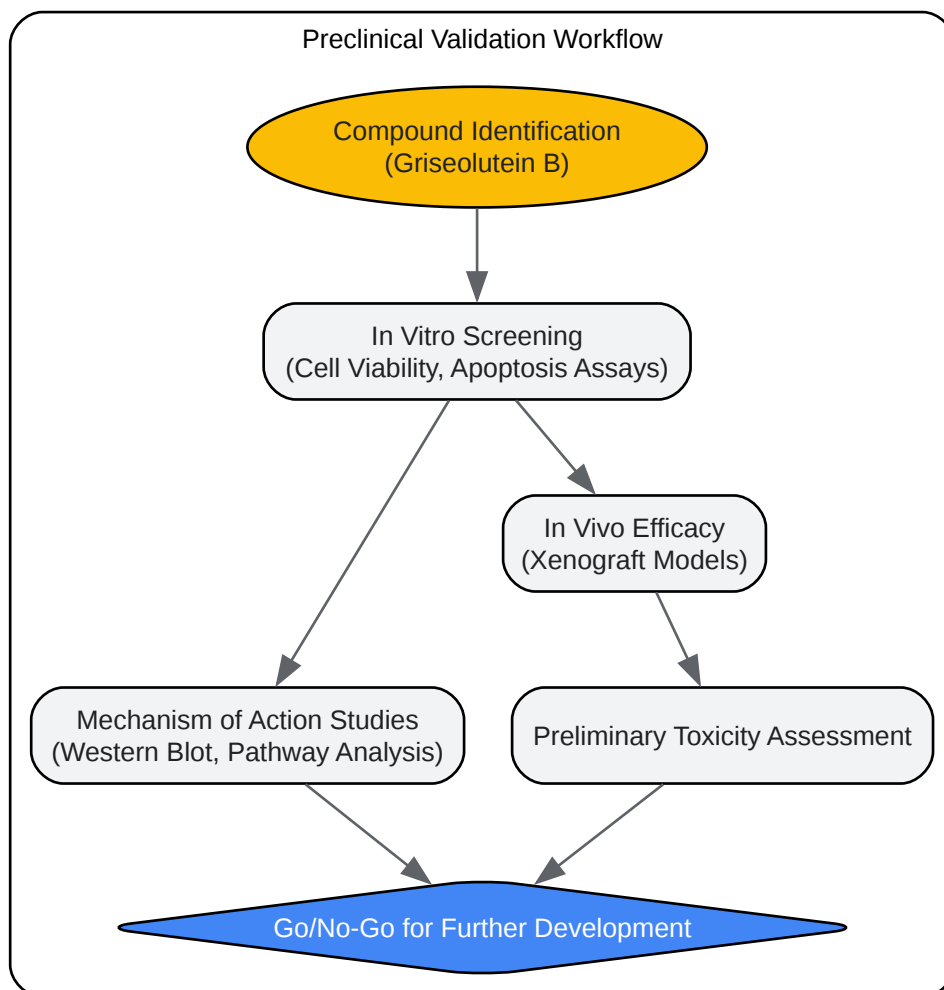 Preclinical Validation Workflow
Compound Identification
(Griseolutein B)
In Vitro Screening
(Cell Viability, Apoptosis Assays)
In Vivo Efficacy
(Xenograft Models)
Mechanism of Action Studies
(Western Blot, Pathway Analysis)
Preliminary Toxicity Assessment
Go/No-Go for Further Development